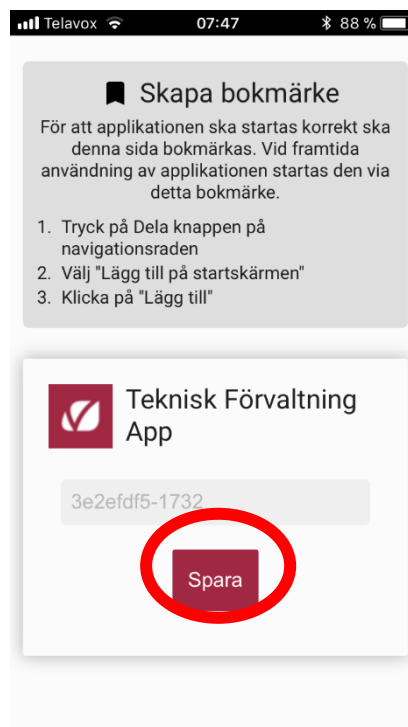 Telavox 07:47 88 %
Skapa bokmärke
För att applikationen ska startas korrekt ska
denna sida bokmärkas. Vid framtida
användning av applikationen startas den via
detta bokmärke.
1. Tryck på Dela knappen på
navigationsraden
2. Välj "Lägg till på startskärmen"
3. Klicka på "Lägg till"
Teknisk Förvaltning
App
3e2efdf5-1732
Spara